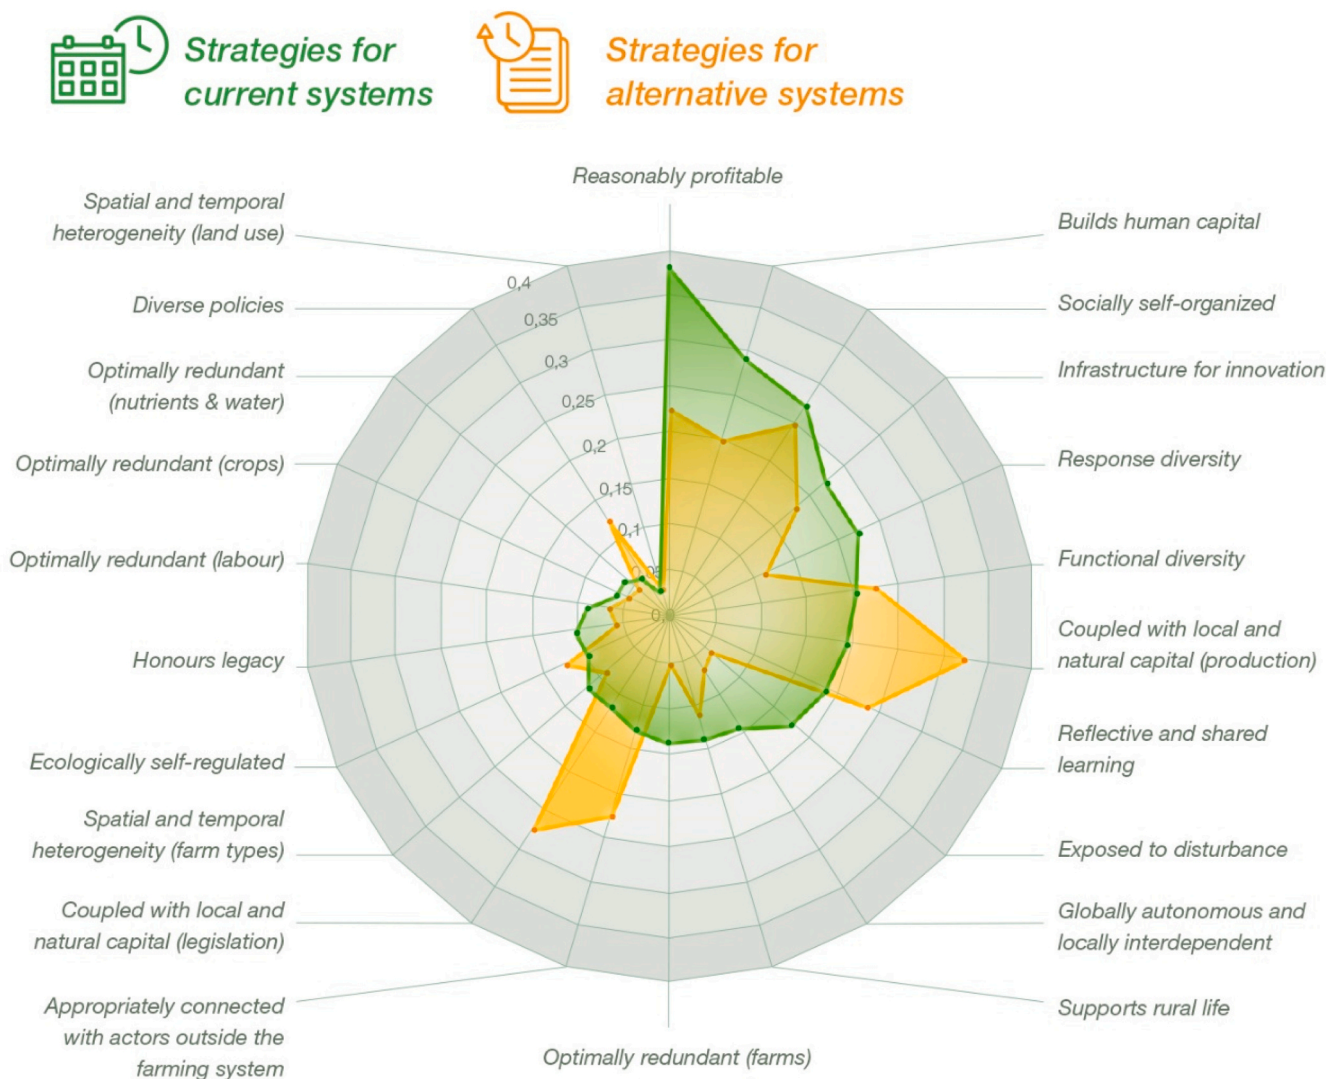 Strategies for
current systems
Strategies for
alternative systems
Reasonably profitable
Spatial and temporal
heterogeneity (land use)
Builds human capital
Diverse policies
Socially self-organized
Optimally redundant
(nutrients & water)
Infrastructure for innovation
Optimally redundant (crops)
Response diversity
Optimally redundant (labour)
Functional diversity
Honours legacy
Coupled with local and
natural capital (production)
Ecologically self-regulated
Reflective and shared
learning
Spatial and temporal
heterogeneity (farm types)
Exposed to disturbance
Coupled with local and
natural capital (legislation)
Globally autonomous and
locally interdependent
Appropriately connected
with actors outside the
farming system
Supports rural life
Optimally redundant (farms)
0,4
0,35
0,3
0,25
0,2
0,15
0,1